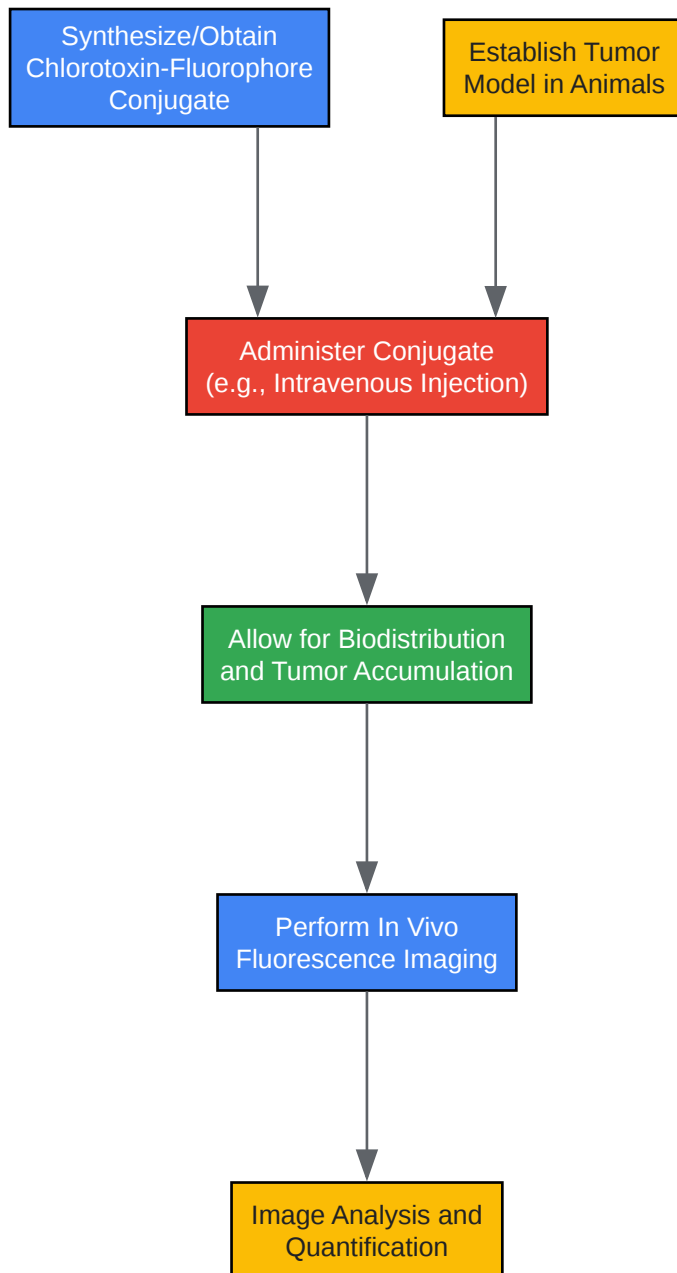 Synthesize/Obtain
Chlorotoxin-Fluorophore
Conjugate
Establish Tumor
Model in Animals
Administer Conjugate
(e.g., Intravenous Injection)
Allow for Biodistribution
and Tumor Accumulation
Perform In Vivo
Fluorescence Imaging
Image Analysis and
Quantification